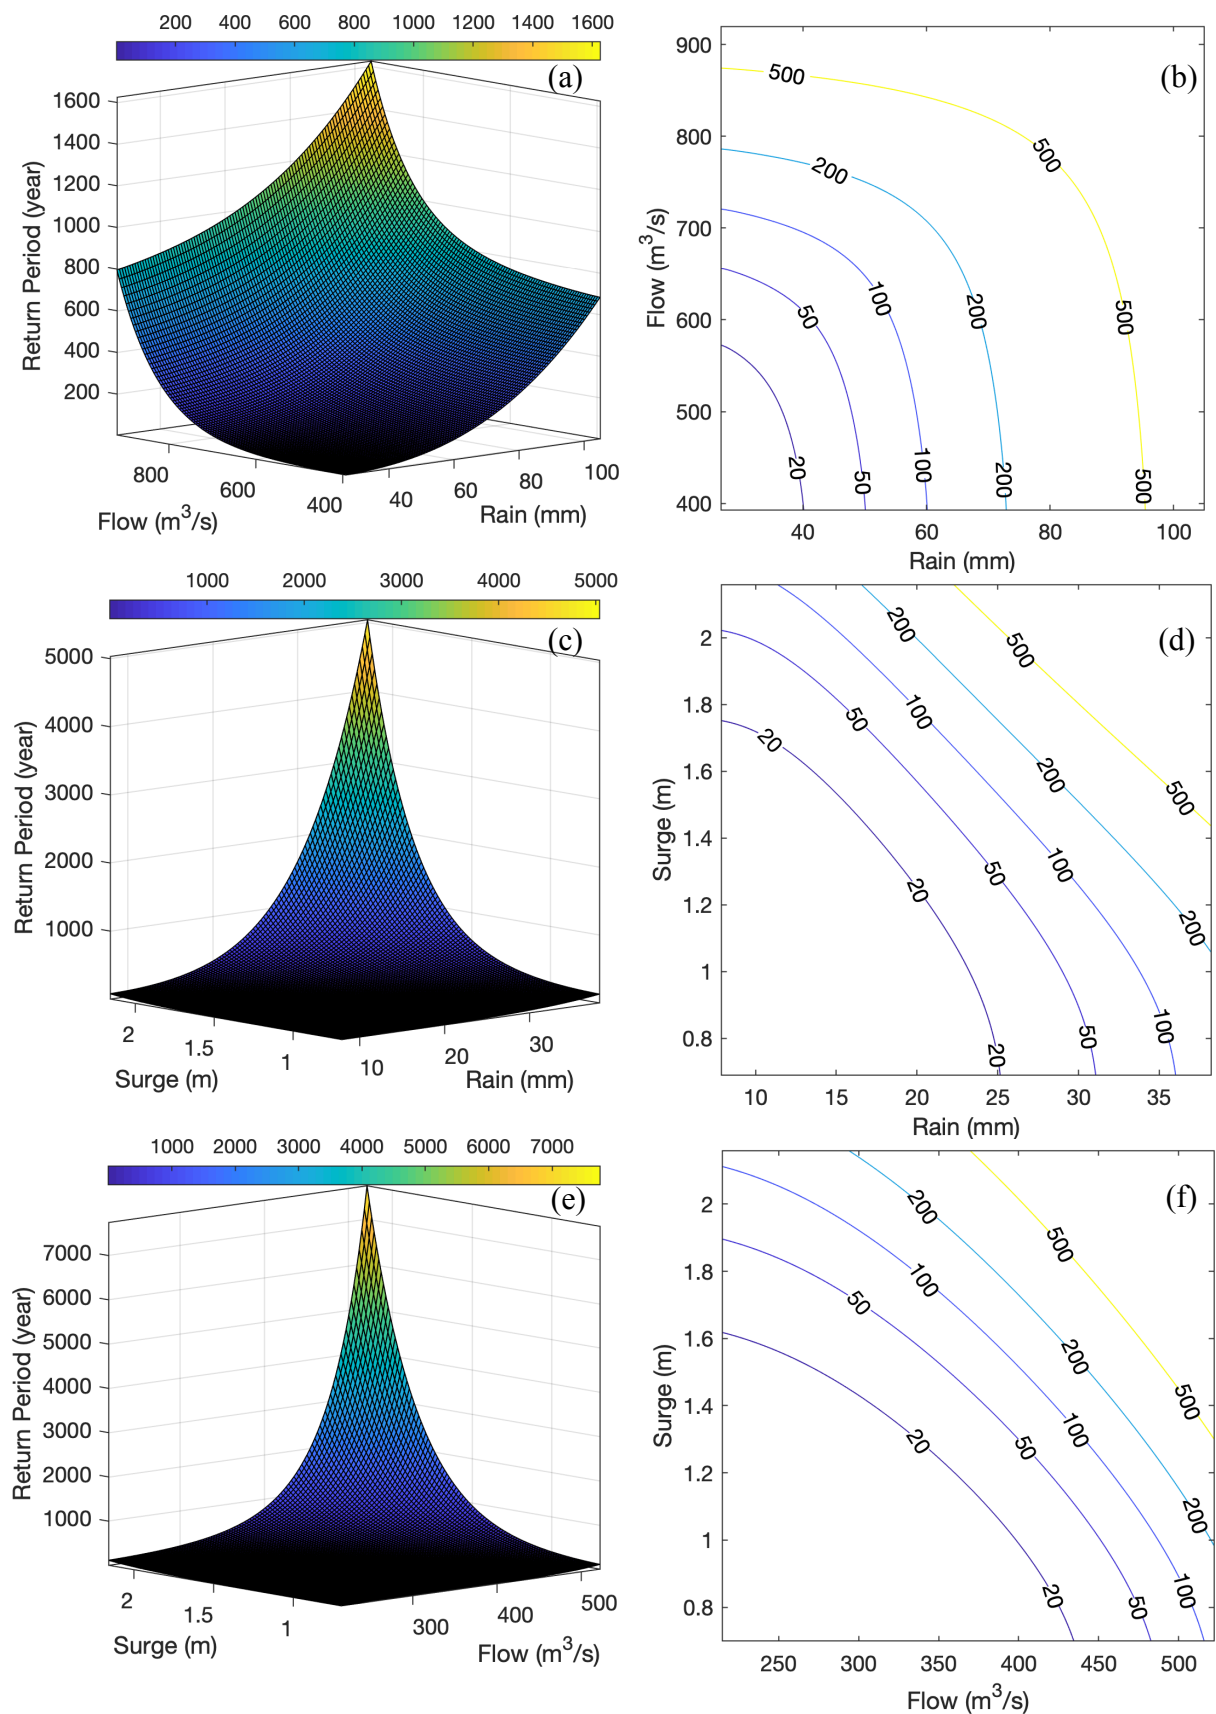 200 400 600 800 1000 1200 1400 1600
(a)
1600
1400
1200
1000
800
600
400
200
Return Period (year)
800 600 400
40 60 80 100
Flow (m³/s)
Rain (mm)
(b)
900
800
700
600
500
400
Flow (m³/s)
500 500 500 500
200 200 200
100 100
50 50
20
40 60 80 100
Rain (mm)
1000 2000 3000 4000 5000
(c)
5000
4000
3000
2000
1000
Return Period (year)
2 1.5 1
10 20 30
Surge (m)
Rain (mm)
(d)
2
1.8
1.6
1.4
1.2
1
0.8
Surge (m)
500 500
200 200 200
100 100 100
50 50 50
20 20 20
10 15 20 25 30 35
Rain (mm)
1000 2000 3000 4000 5000 6000 7000
(e)
7000
6000
5000
4000
3000
2000
1000
Return Period (year)
2 1.5 1
300 400 500
Surge (m)
Flow (m³/s)
(f)
2
1.8
1.6
1.4
1.2
1
0.8
Surge (m)
500 500
200 200 200
100 100 100
50 50 50
20 20
250 300 350 400 450 500
Flow (m³/s)